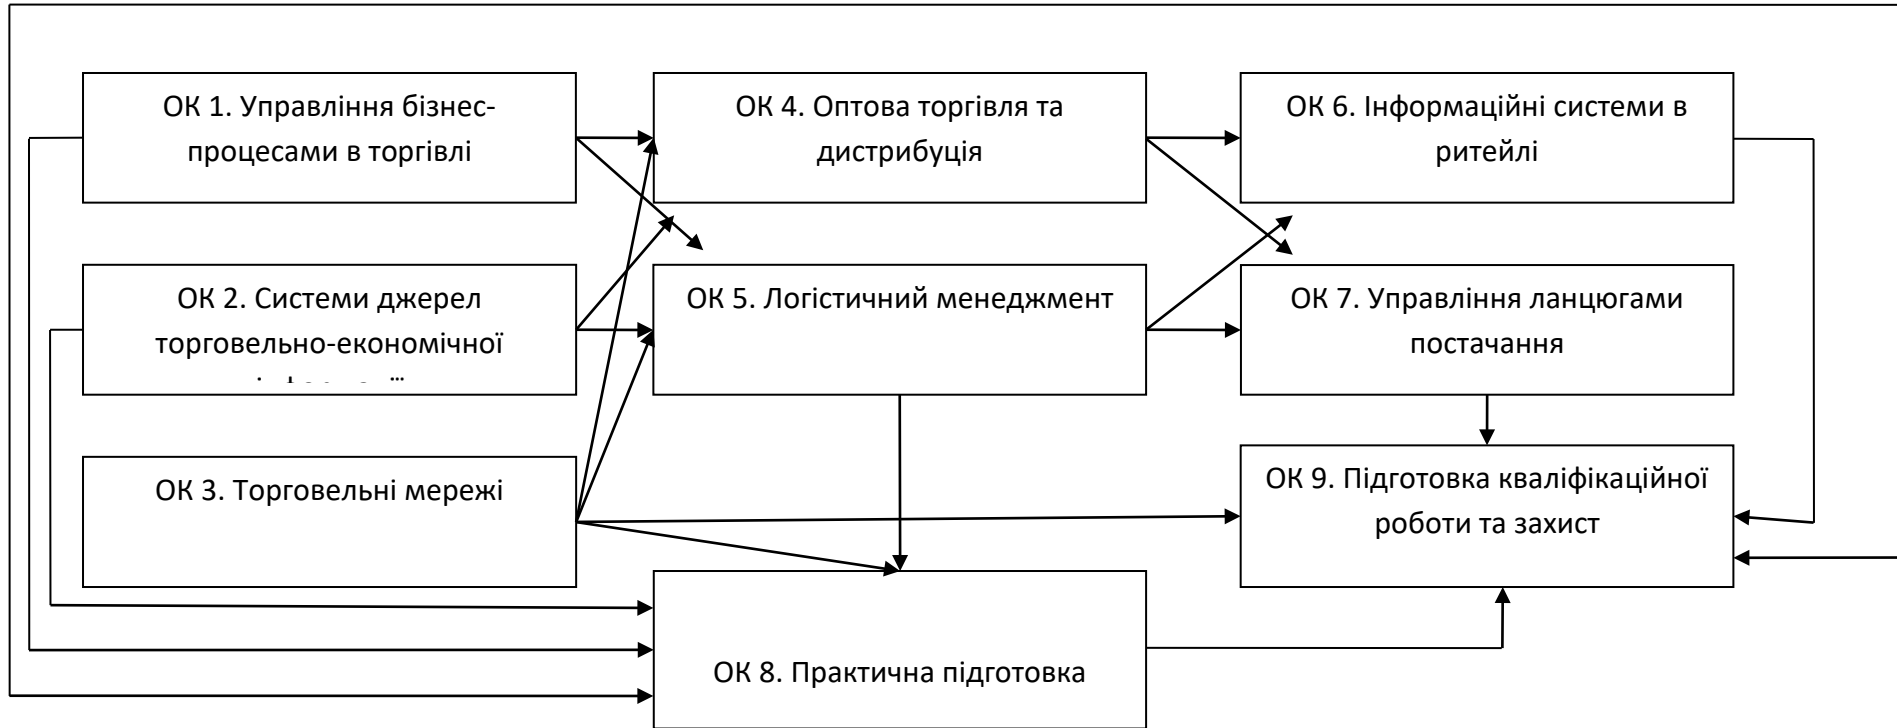 ОК 1. Управління бізнес-
процесами в торгівлі
ОК 4. Оптова торгівля та
дистрибуція
ОК 6. Інформаційні системи в
ритейлі
ОК 2. Системи джерел
торговельно-економічної
ОК 5. Логістичний менеджмент
ОК 7. Управління ланцюгами
постачання
ОК 3. Торговельні мережі
ОК 9. Підготовка кваліфікаційної
роботи та захист
ОК 8. Практична підготовка